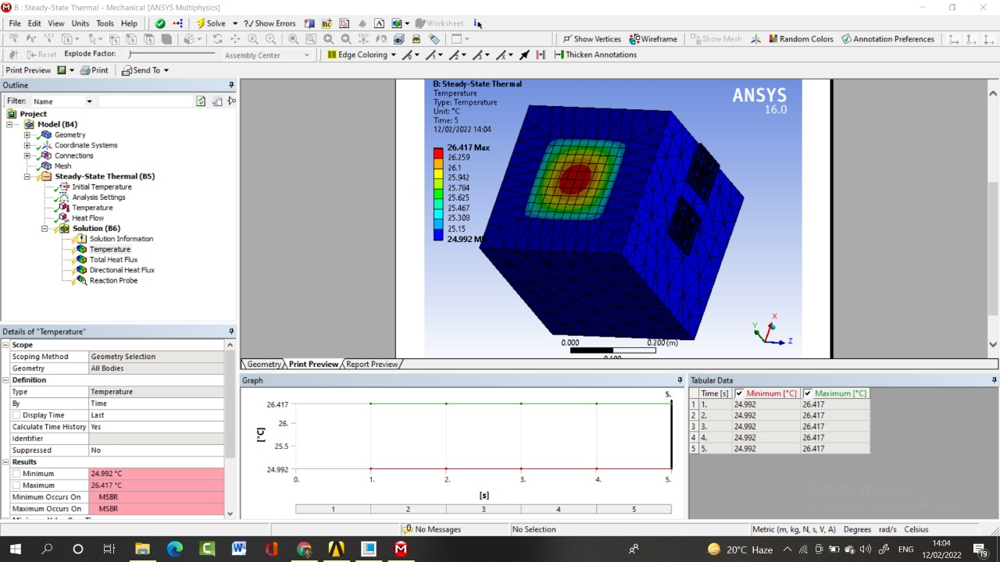 B : Steady-State Thermal - Mechanical [ANSYS Multiphysics]
File Edit View Units Tools Help Solve ?/ Show Errors Worksheet
Show Vertices Wireframe Show Mesh Random Colors Annotation Preferences
Reset Explode Factor: Assembly Center Edge Coloring Thicken Annotations
Print Preview Print Send To
Outline
Filter: Name
Project
Model (B4)
Geometry
Coordinate Systems
Connections
Mesh
Steady-State Thermal (B5)
Initial Temperature
Analysis Settings
Temperature
Heat Flow
Solution (B6)
Solution Information
Temperature
Total Heat Flux
Directional Heat Flux
Reaction Probe
Details of "Temperature"
Scope
Scoping Method Geometry Selection
Geometry All Bodies
Definition
Type Temperature
By Time
Display Time Last
Calculate Time History Yes
Identifier
Suppressed No
Results
Minimum 24.992 °C
Maximum 26.417 °C
Minimum Occurs On MSBR
Maximum Occurs On MSBR
B: Steady-State Thermal
Temperature
Type: Temperature
Unit: °C
Time: 5
12/02/2022 14:04
26.417 Max
26.259
26.1
25.942
25.784
25.625
25.467
25.308
25.15
24.992
ANSYS
16.0
X
Y
Z
0.000 0.200 (m)
0.100
Geometry Print Preview Report Preview
Graph
5.
26.417
26.
25.5
24.992
[°C]
0. 1. 2. 3. 4. 5.
[s]
1 2 3 4 5
Tabular Data
Time [s] Minimum [°C] Maximum [°C]
1 1. 24.992 26.417
2 2. 24.992 26.417
3 3. 24.992 26.417
4 4. 24.992 26.417
5 5. 24.992 26.417
Activate Windows
0 No Messages No Selection Metric (m, kg, N, s, V, A) Degrees rad/s Celsius
20°C Haze ENG 14:04
12/02/2022 19